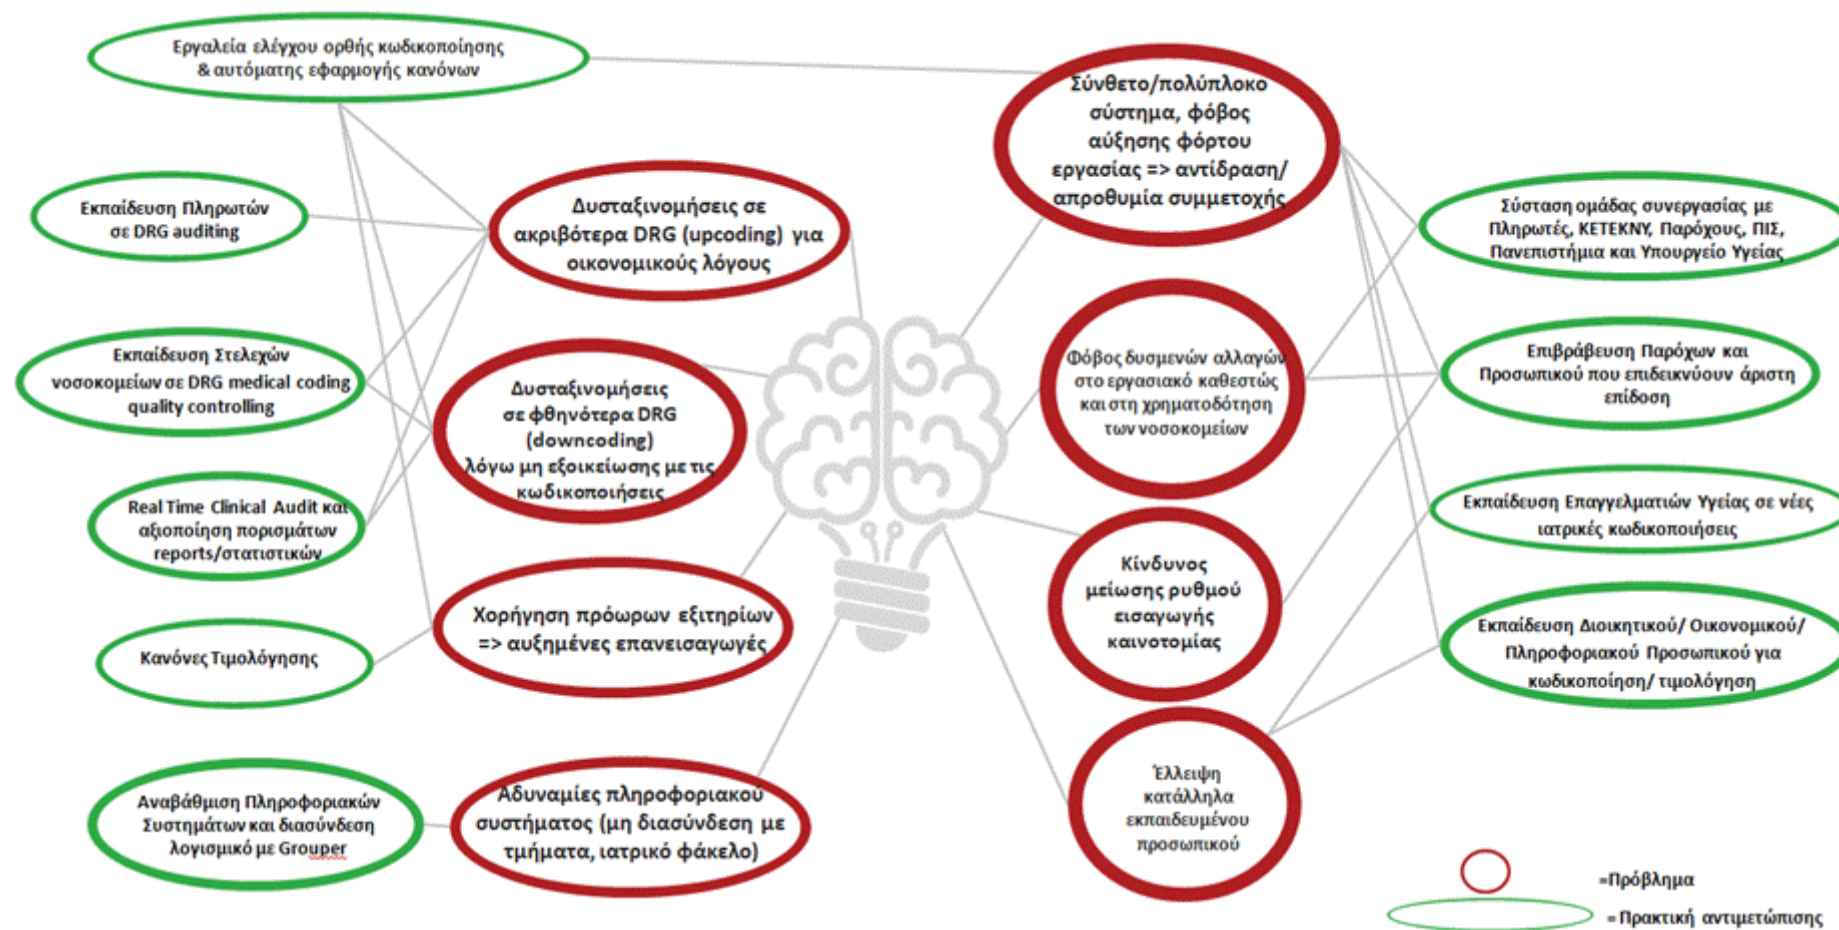 Εργαλεία ελέγχου ορθής κωδικοποίησης
& αυτόματης εφαρμογής κανόνων
Εκπαίδευση Πληρωτών
σε DRG auditing
Εκπαίδευση Στελεχών
νοσοκομείων σε DRG medical coding
quality controlling
Real Time Clinical Audit και
αξιοποίηση πορισμάτων
reports/στατιστικών
Κανόνες Τιμολόγησης
Αναβάθμιση Πληροφοριακών
Συστημάτων και διασύνδεση
λογισμικό με Grouper
Δυσταξινομήσεις σε
ακριβότερα DRG (upcoding) για
οικονομικούς λόγους
Δυσταξινομήσεις
σε φθηνότερα DRG
(downcoding)
λόγω μη εξοικείωσης με τις
κωδικοποιήσεις
Χορήγηση πρόωρων εξιτηρίων
=> αυξημένες επανεισαγωγές
Αδυναμίες πληροφοριακού
συστήματος (μη διασύνδεση με
τμήματα, ιατρικό φάκελο)
Σύνθετο/πολύπλοκο
σύστημα, φόβος
αύξησης φόρτου
εργασίας => αντίδραση/
απροθυμία συμμετοχής
Φόβος δυσμενών αλλαγών
στο εργασιακό καθεστώς
και στη χρηματοδότηση
των νοσοκομείων
Κίνδυνος
μείωσης ρυθμού
εισαγωγής
καινοτομίας
Έλλειψη
κατάλληλα
εκπαιδευμένου
προσωπικού
Σύσταση ομάδας συνεργασίας με
Πληρωτές, ΚΕΤΕΚΝΥ, Παρόχους, ΠΙΣ,
Πανεπιστήμια και Υπουργείο Υγείας
Επιβράβευση Παρόχων και
Προσωπικού που επιδεικνύουν άριστη
επίδοση
Εκπαίδευση Επαγγελματιών Υγείας σε νέες
ιατρικές κωδικοποιήσεις
Εκπαίδευση Διοικητικού/ Οικονομικού/
Πληροφοριακού Προσωπικού για
κωδικοποίηση/ τιμολόγηση
=Πρόβλημα
= Πρακτική αντιμετώπισης